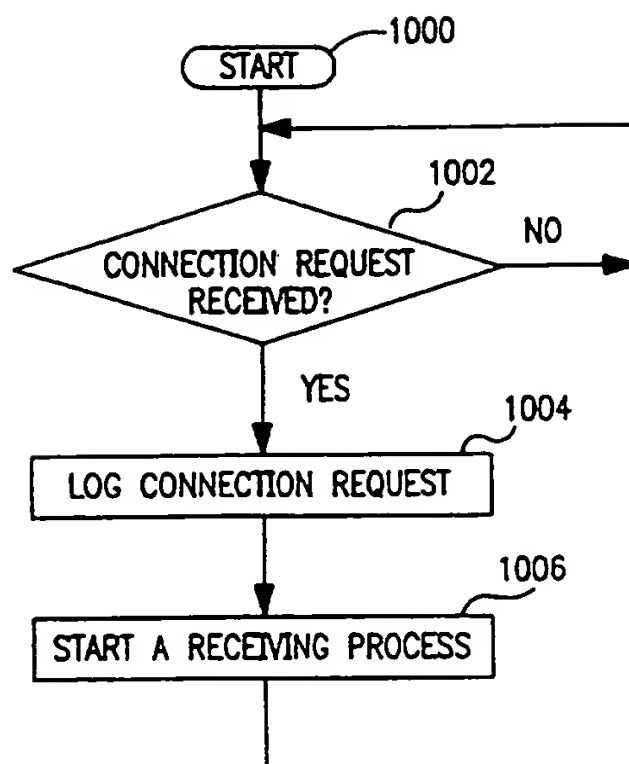 1000
START
1002
NO
CONNECTION REQUEST
RECEIVED?
YES
1004
LOG CONNECTION REQUEST
1006
START A RECEIVING PROCESS